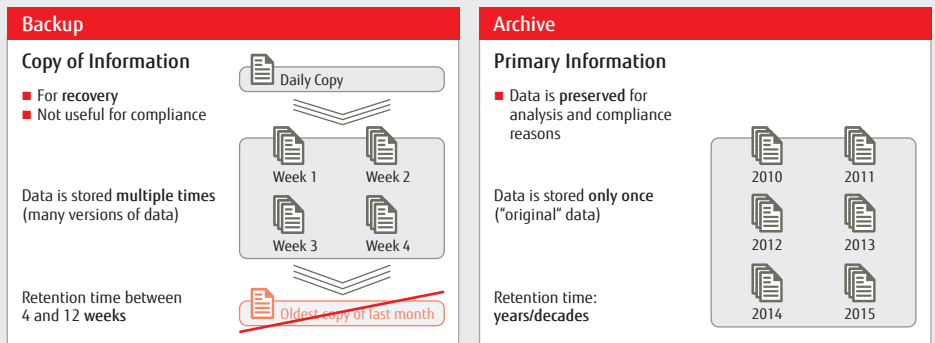 Backup
Copy of Information
For recovery
Not useful for compliance
Daily Copy
Week 1
Week 2
Data is stored multiple times
(many versions of data)
Week 3
Week 4
Retention time between
4 and 12 weeks
Oldest copy of last month
Archive
Primary Information
Data is preserved for
analysis and compliance
reasons
2010
2011
Data is stored only once
("original" data)
2012
2013
Retention time:
years/decades
2014
2015